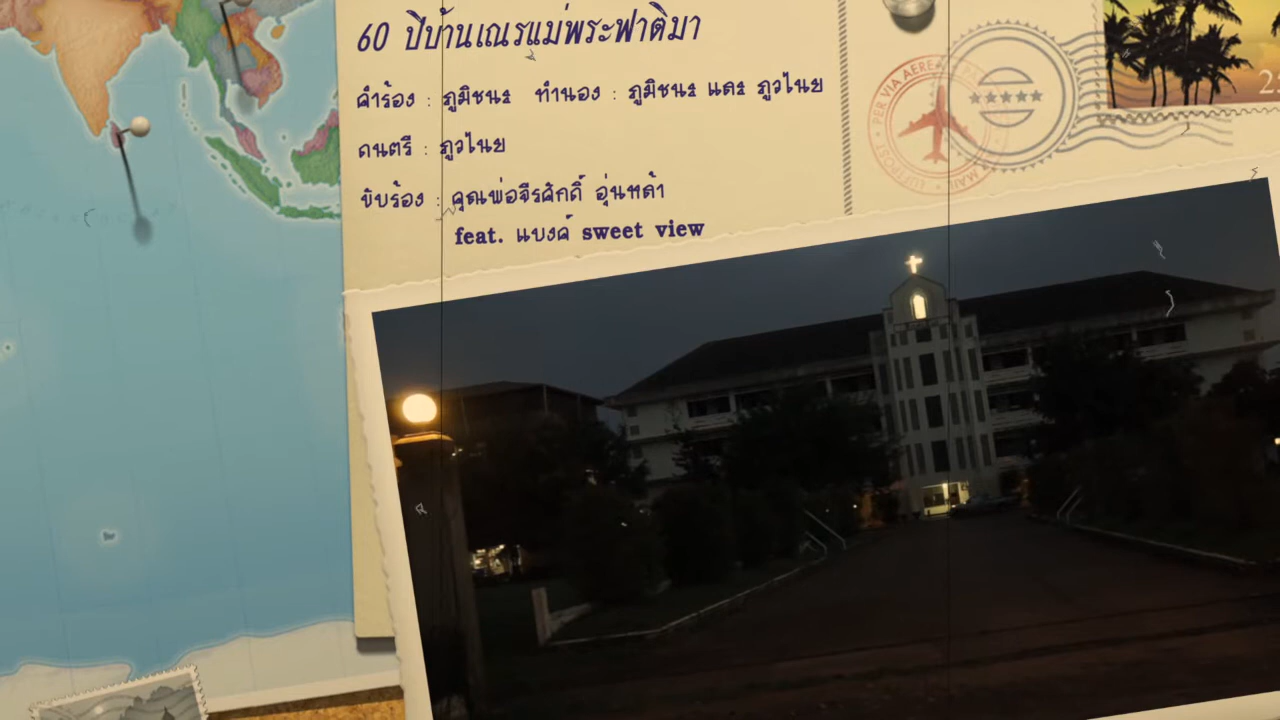 60 ปีบ้านเณรแม่พระฟาติมา
คำร้อง : ภูมิชนะ ทำนอง : ภูมิชนะ และ ภูวไนย
ดนตรี : ภูวไนย
ขับร้อง : คุณพ่อจีรศักดิ์ อุ่นหล้า
feat. แบงค์ sweet view
PER VIA AEREA
MAIL